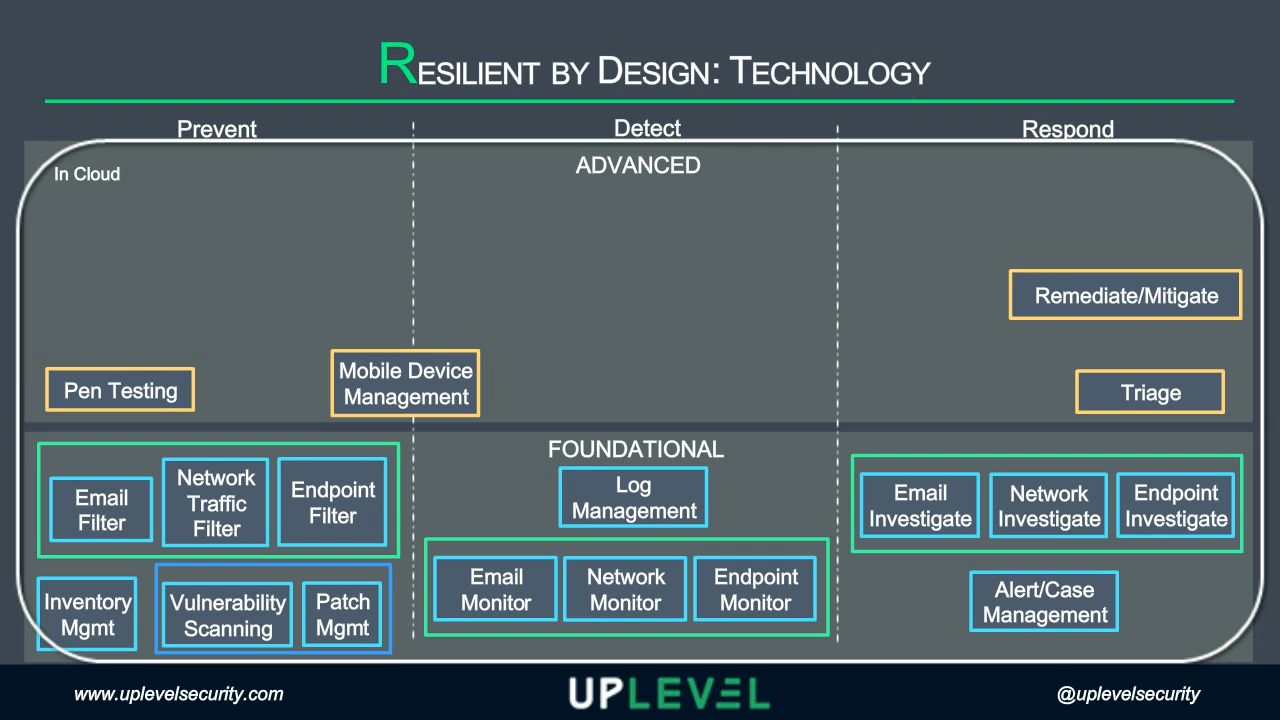 RESILIENT BY DESIGN: TECHNOLOGY
Prevent
Detect
Respond
In Cloud
ADVANCED
Remediate/Mitigate
Pen Testing
Mobile Device
Management
Triage
FOUNDATIONAL
Email
Filter
Network
Traffic
Filter
Endpoint
Filter
Log
Management
Email
Investigate
Network
Investigate
Endpoint
Investigate
Inventory
Mgmt
Vulnerability
Scanning
Patch
Mgmt
Email
Monitor
Network
Monitor
Endpoint
Monitor
Alert/Case
Management
www.uplevelsecurity.com
UPLEVEL
@uplevelsecurity